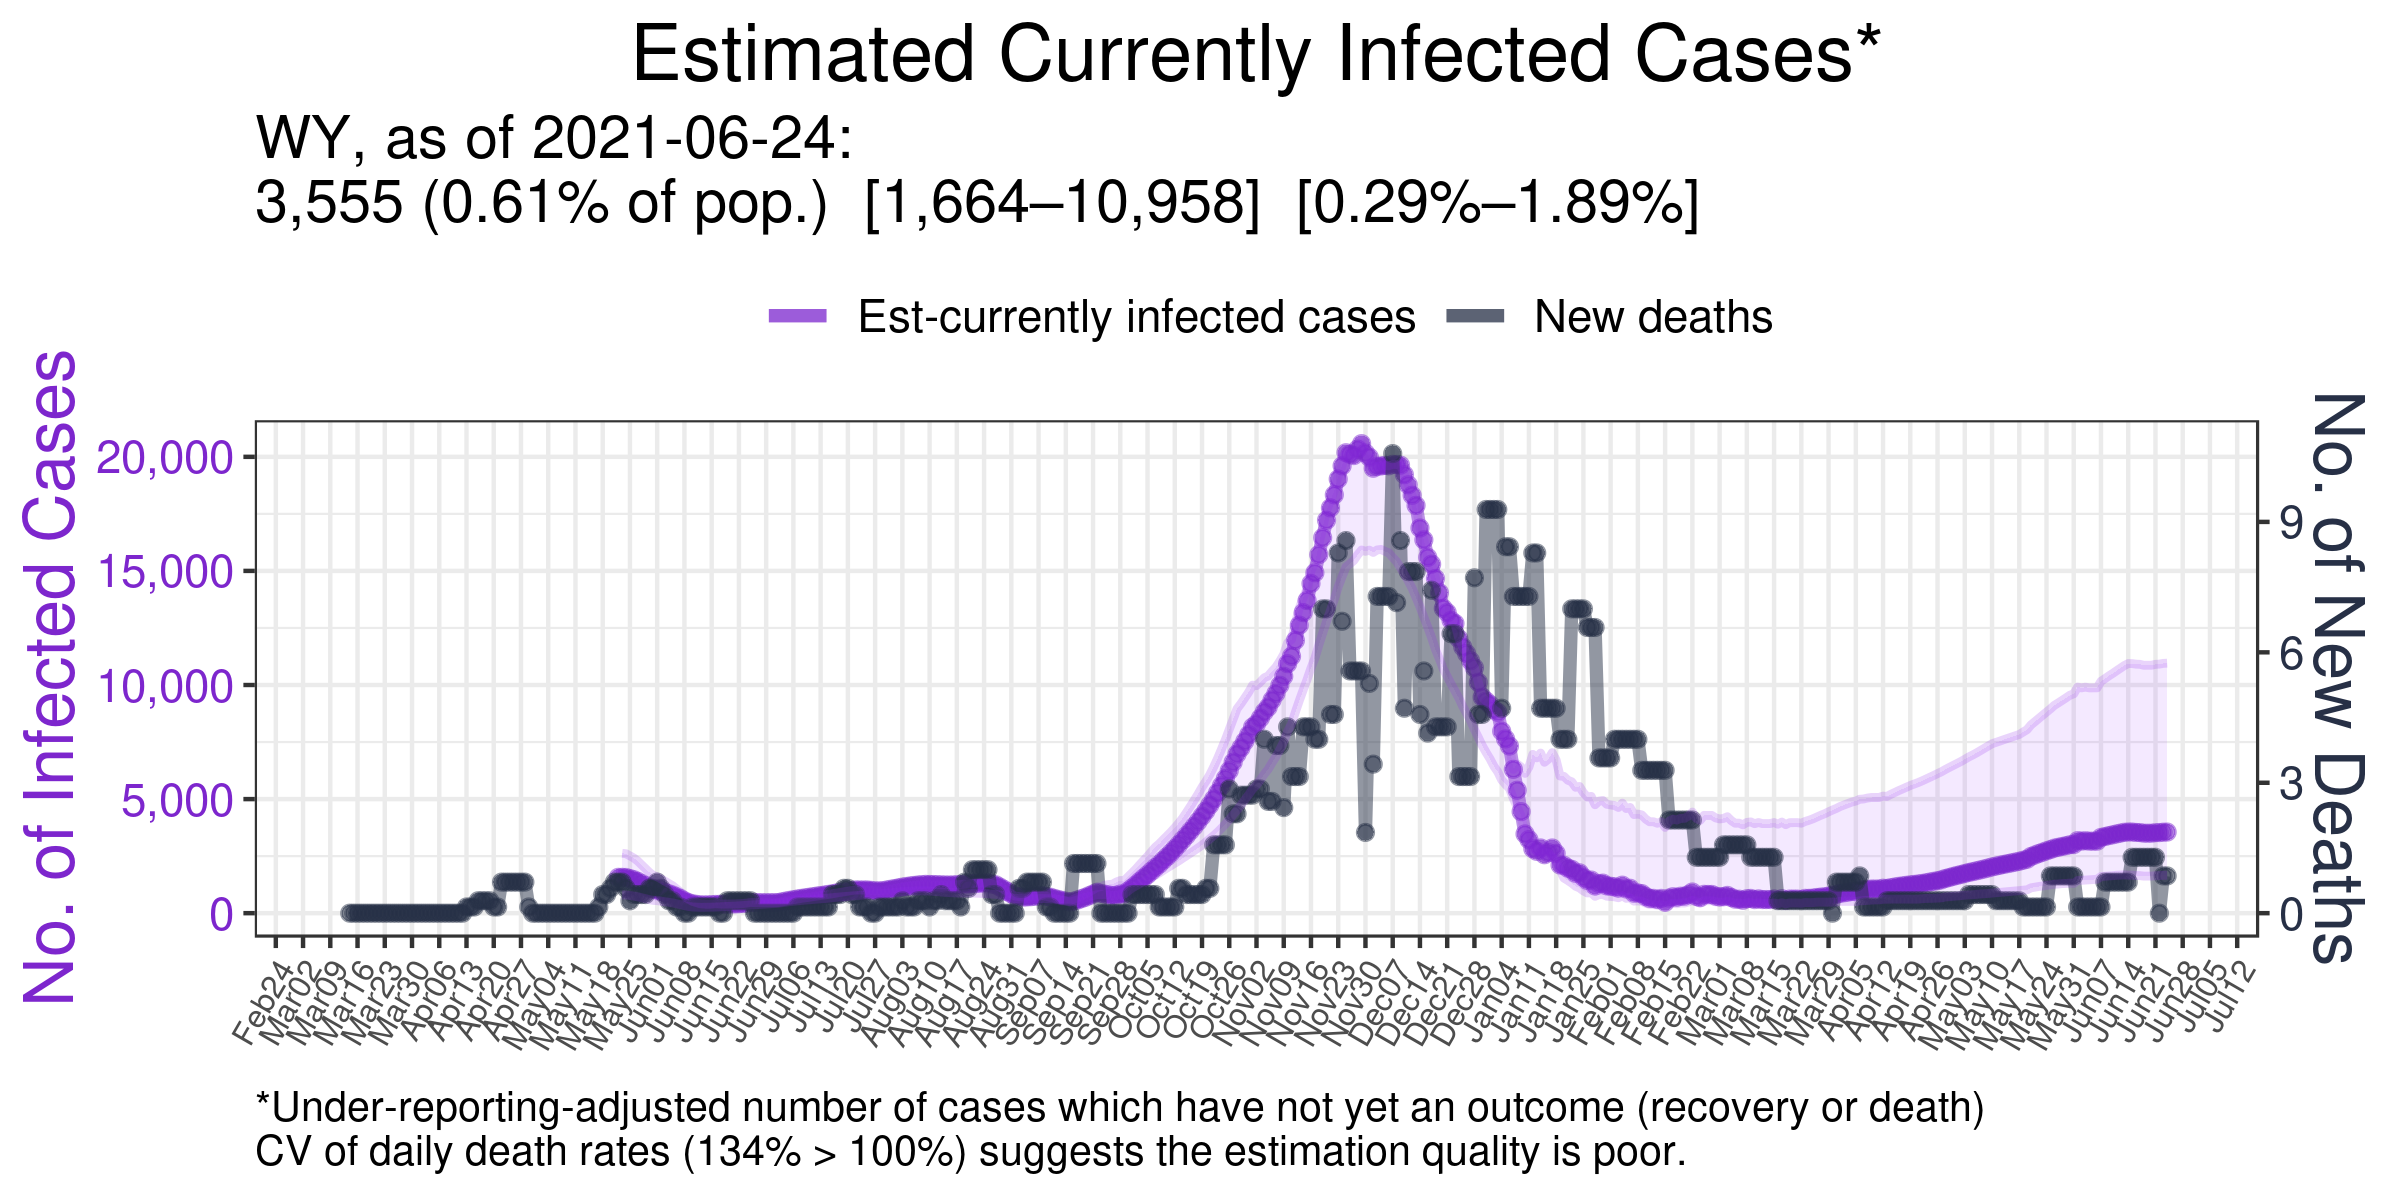 Estimated Currently Infected Cases*
WY, as of 2021-06-24:
3,555 (0.61% of pop.) [1,664–10,958] [0.29%–1.89%]
Est-currently infected cases
New deaths
No. of Infected Cases
20,000
15,000
10,000
5,000
0
No. of New Deaths
9
6
3
0
Feb24
Mar02
Mar09
Mar16
Mar23
Mar30
Apr06
Apr13
Apr20
Apr27
May04
May11
May18
May25
Jun01
Jun08
Jun15
Jun22
Jun29
Jul06
Jul13
Jul20
Jul27
Aug03
Aug10
Aug17
Aug24
Aug31
Sep07
Sep14
Sep21
Sep28
Oct05
Oct12
Oct19
Oct26
Nov02
Nov09
Nov16
Nov23
Nov30
Dec07
Dec14
Dec21
Dec28
Jan04
Jan11
Jan18
Jan25
Feb01
Feb08
Feb15
Feb22
Mar01
Mar08
Mar15
Mar22
Mar29
Apr05
Apr12
Apr19
Apr26
May03
May10
May17
May24
May31
Jun07
Jun14
Jun21
Jun28
Jul05
Jul12
*Under-reporting-adjusted number of cases which have not yet an outcome (recovery or death)
CV of daily death rates (134% > 100%) suggests the estimation quality is poor.